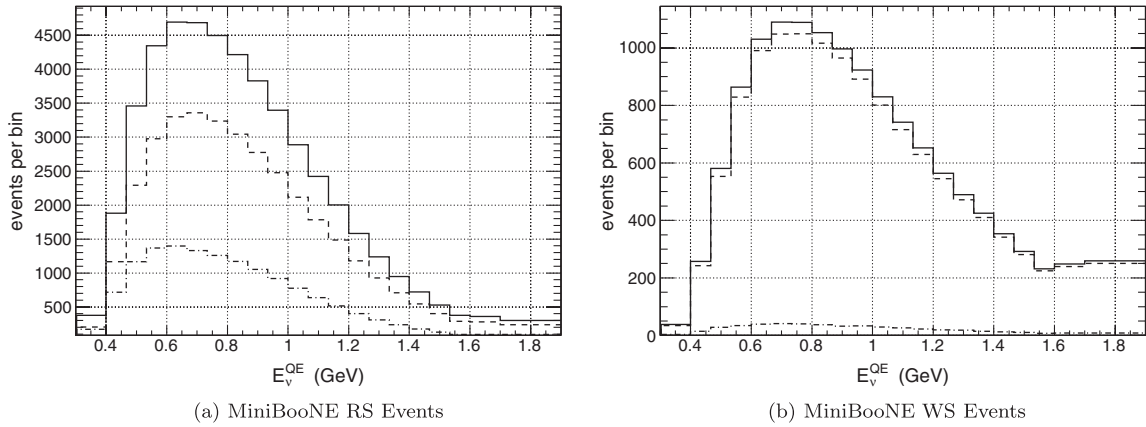 4500
4000
3500
3000
2500
2000
1500
1000
500
0.4 0.6 0.8 1 1.2 1.4 1.6 1.8
events per bin
E_ν^QE (GeV)
(a) MiniBooNE RS Events
1000
800
600
400
200
0
0.4 0.6 0.8 1 1.2 1.4 1.6 1.8
events per bin
E_ν^QE (GeV)
(b) MiniBooNE WS Events